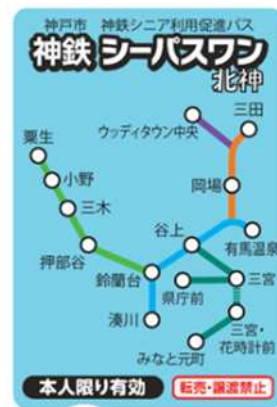 神戸市 神鉄シニア利用促進パス
神鉄 シーパスワン
北神
三田
ウッディタウン中央
粟生
小野
岡場
三木
谷上
有馬温泉
押部谷
鈴蘭台
三宮
県庁前
湊川
三宮・
花時計前
みなと元町
本人限り有効
転売・譲渡禁止